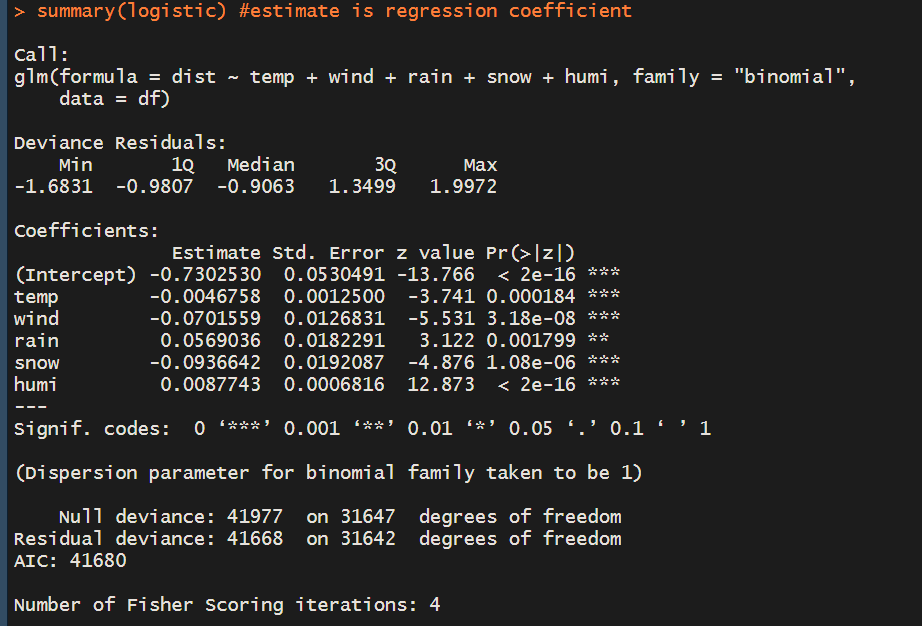 > summary(logistic) #estimate is regression coefficient
Call:
glm(formula = dist ~ temp + wind + rain + snow + humi, family = "binomial",
    data = df)
Deviance Residuals:
    Min       1Q   Median       3Q      Max
-1.6831  -0.9807  -0.9063   1.3499   1.9972
Coefficients:
              Estimate Std. Error z value Pr(>|z|)
(Intercept) -0.7302530  0.0530491 -13.766  < 2e-16 ***
temp        -0.0046758  0.0012500  -3.741 0.000184 ***
wind        -0.0701559  0.0126831  -5.531 3.18e-08 ***
rain         0.0569036  0.0182291   3.122 0.001799 **
snow        -0.0936642  0.0192087  -4.876 1.08e-06 ***
humi         0.0087743  0.0006816  12.873  < 2e-16 ***
---
Signif. codes:  0 ‘***’ 0.001 ‘**’ 0.01 ‘*’ 0.05 ‘.’ 0.1 ‘ ’ 1
(Dispersion parameter for binomial family taken to be 1)
    Null deviance: 41977  on 31647  degrees of freedom
Residual deviance: 41668  on 31642  degrees of freedom
AIC: 41680
Number of Fisher Scoring iterations: 4